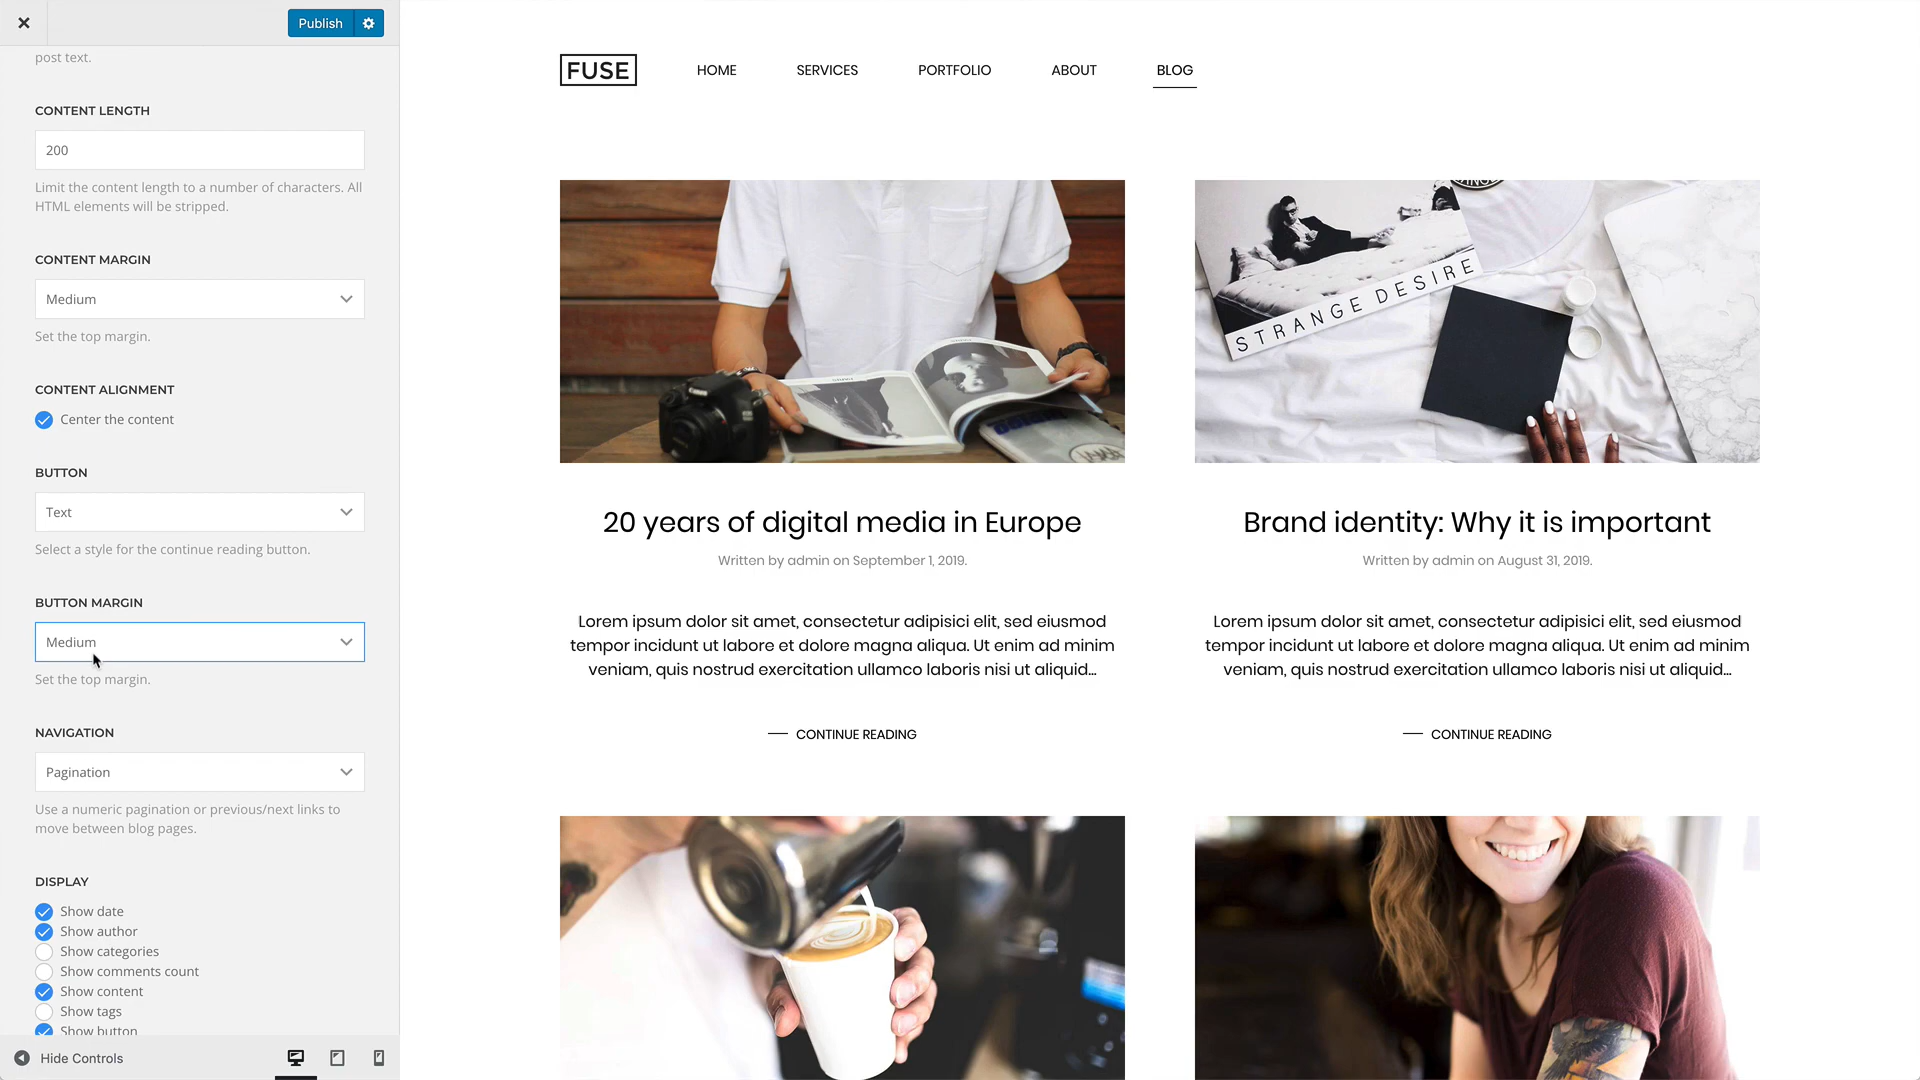 Publish
post text.
CONTENT LENGTH
200
Limit the content length to a number of characters. All
HTML elements will be stripped.
CONTENT MARGIN
Medium
Set the top margin.
CONTENT ALIGNMENT
Center the content
BUTTON
Text
Select a style for the continue reading button.
BUTTON MARGIN
Medium
Set the top margin.
NAVIGATION
Pagination
Use a numeric pagination or previous/next links to
move between blog pages.
DISPLAY
Show date
Show author
Show categories
Show comments count
Show content
Show tags
Show button
Hide Controls
FUSE
HOME
SERVICES
PORTFOLIO
ABOUT
BLOG
STRANGE DESIRE
20 years of digital media in Europe
Written by admin on September 1, 2019.
Lorem ipsum dolor sit amet, consectetur adipisici elit, sed eiusmod
tempor incidunt ut labore et dolore magna aliqua. Ut enim ad minim
veniam, quis nostrud exercitation ullamco laboris nisi ut aliquid...
CONTINUE READING
Brand identity: Why it is important
Written by admin on August 31, 2019.
Lorem ipsum dolor sit amet, consectetur adipisici elit, sed eiusmod
tempor incidunt ut labore et dolore magna aliqua. Ut enim ad minim
veniam, quis nostrud exercitation ullamco laboris nisi ut aliquid...
CONTINUE READING